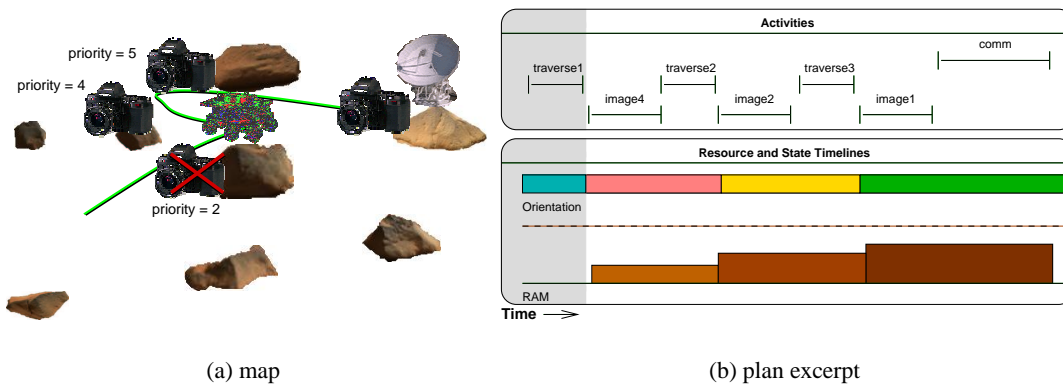 priority = 5
priority = 4
priority = 2
(a) map
Activities
comm
traverse1
traverse2
traverse3
image4
image2
image1
Resource and State Timelines
Orientation
RAM
Time
(b) plan excerpt